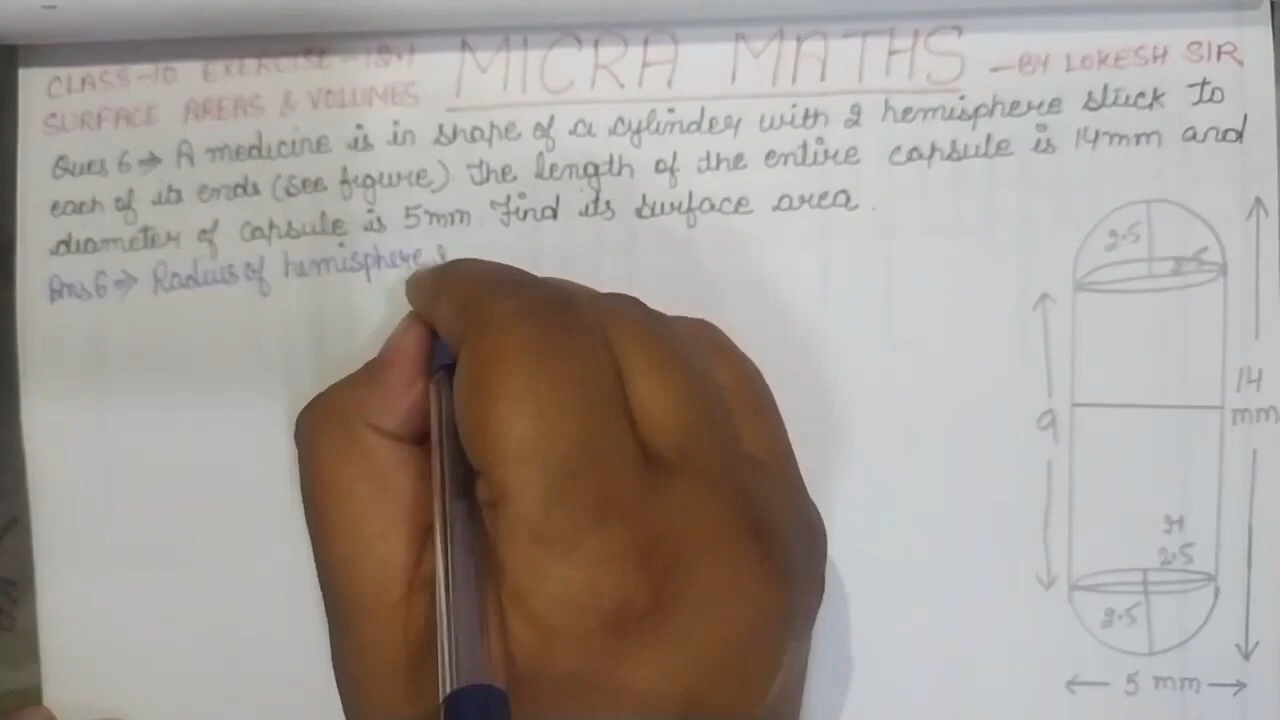 CLASS-10 EXERCISE-13.1 MICRA MATHS -BY LOKESH SIR
SURFACE AREAS & VOLUMES
Ques 6⇒ A medicine is in shape of a cylinder with 2 hemisphere stuck to
each of its ends (see figure). The length of the entire capsule is 14mm and
diameter of capsule is 5mm. Find its surface area.
Ans 6⇒ Radius of hemisphere
2.5
2.5
14
mm
9
r
2.5
2.5
5 mm